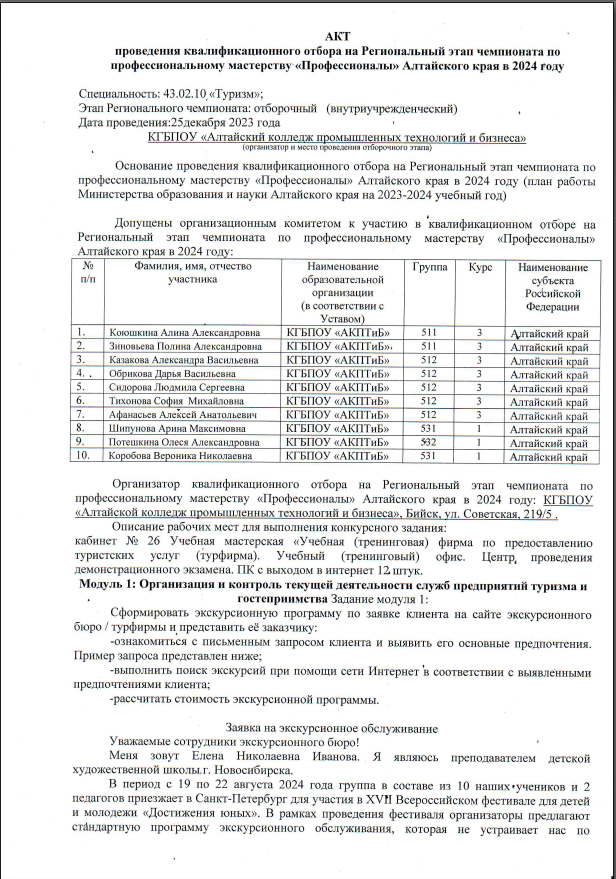 АКТ
проведения квалификационного отбора на Региональный этап чемпионата по
профессиональному мастерству «Профессионалы» Алтайского края в 2024 году
Специальность: 43.02.10 «Туризм»;
Этап Регионального чемпионата: отборочный (внутриучрежденческий)
Дата проведения:25декабря 2023 года
КГБПОУ «Алтайский колледж промышленных технологий и бизнеса»
(организатор и место проведения отборочного этапа)
Основание проведения квалификационного отбора на Региональный этап чемпионата по
профессиональному мастерству «Профессионалы» Алтайского края в 2024 году (план работы
Министерства образования и науки Алтайского края на 2023-2024 учебный год)
Допущены организационным комитетом к участию в квалификационном отборе на
Региональный этап чемпионата по профессиональному мастерству «Профессионалы»
Алтайского края в 2024 году:
№ п/п Фамилия, имя, отчество участника Наименование образовательной организации (в соответствии с Уставом) Группа Курс Наименование субъекта Российской Федерации
1. Коюшкина Алина Александровна КГБПОУ «АКПТиБ» 511 3 Алтайский край
2. Зиновьева Полина Александровна КГБПОУ «АКПТиБ» 511 3 Алтайский край
3. Казакова Александра Васильевна КГБПОУ «АКПТиБ» 512 3 Алтайский край
4. Обрикова Дарья Васильевна КГБПОУ «АКПТиБ» 512 3 Алтайский край
5. Сидорова Людмила Сергеевна КГБПОУ «АКПТиБ» 512 3 Алтайский край
6. Тихонова София Михайловна КГБПОУ «АКПТиБ» 512 3 Алтайский край
7. Афанасьев Алексей Анатольевич КГБПОУ «АКПТиБ» 512 3 Алтайский край
8. Шипунова Арина Максимовна КГБПОУ «АКПТиБ» 531 1 Алтайский край
9. Потешкина Олеся Александровна КГБПОУ «АКПТиБ» 532 1 Алтайский край
10. Коробова Вероника Николаевна КГБПОУ «АКПТиБ» 531 1 Алтайский край
Организатор квалификационного отбора на Региональный этап чемпионата по
профессиональному мастерству «Профессионалы» Алтайского края в 2024 году: КГБПОУ
«Алтайской колледж промышленных технологий и бизнеса», Бийск, ул. Советская, 219/5 .
Описание рабочих мест для выполнения конкурсного задания:
кабинет № 26 Учебная мастерская «Учебная (тренинговая) фирма по предоставлению
туристских услуг (турфирма). Учебный (тренинговый) офис. Центр проведения
демонстрационного экзамена. ПК с выходом в интернет 12 штук.
Модуль 1: Организация и контроль текущей деятельности служб предприятий туризма и
гостеприимства Задание модуля 1:
Сформировать экскурсионную программу по заявке клиента на сайте экскурсионного
бюро / турфирмы и представить её заказчику:
-ознакомиться с письменным запросом клиента и выявить его основные предпочтения.
Пример запроса представлен ниже;
-выполнить поиск экскурсий при помощи сети Интернет в соответствии с выявленными
предпочтениями клиента;
-рассчитать стоимость экскурсионной программы.
Заявка на экскурсионное обслуживание
Уважаемые сотрудники экскурсионного бюро!
Меня зовут Елена Николаевна Иванова. Я являюсь преподавателем детской
художественной школы г. Новосибирска.
В период с 19 по 22 августа 2024 года группа в составе из 10 наших учеников и 2
педагогов приезжает в Санкт-Петербург для участия в XVII Всероссийском фестивале для детей
и молодежи «Достижения юных». В рамках проведения фестиваля организаторы предлагают
стандартную программу экскурсионного обслуживания, которая не устраивает нас по